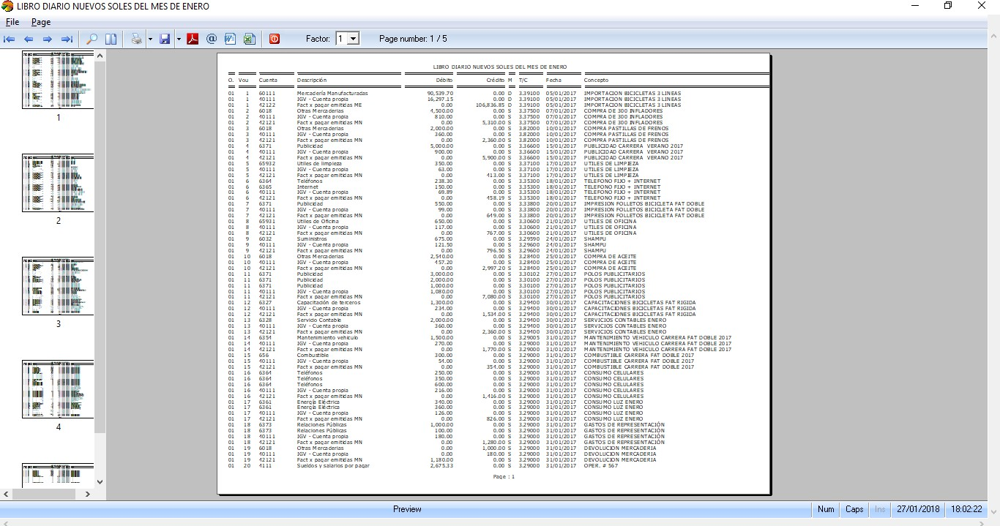 LIBRO DIARIO NUEVOS SOLES DEL MES DE ENERO
File Page
Factor: 1 Page number: 1 / 5
LIBRO DIARIO NUEVOS SOLES DEL MES DE ENERO
O. Vou Cuenta Descripción Débito Crédito M T/C Fecha Concepto
01 1 60111 Mercadería Manufacturadas 90,539.70 0.00 D 3.39100 05/01/2017 IMPORTACION BICICLETAS 3 LINEAS
01 1 40111 IGV - Cuenta propia 16,297.15 0.00 D 3.39100 05/01/2017 IMPORTACION BICICLETAS 3 LINEAS
01 1 42122 Fact x pagar emitidas ME 0.00 106,836.85 D 3.39100 05/01/2017 IMPORTACION BICICLETAS 3 LINEAS
01 2 6018 Otras Mercaderías 4,500.00 0.00 S 3.37500 07/01/2017 COMPRA DE 300 INFLADORES
01 2 40111 IGV - Cuenta propia 810.00 0.00 S 3.37500 07/01/2017 COMPRA DE 300 INFLADORES
01 2 42121 Fact x pagar emitidas MN 0.00 5,310.00 S 3.37500 07/01/2017 COMPRA DE 300 INFLADORES
01 3 6018 Otras Mercaderías 2,000.00 0.00 S 3.82000 10/01/2017 COMPRA PASTILLAS DE FRENOS
01 3 40111 IGV - Cuenta propia 360.00 0.00 S 3.82000 10/01/2017 COMPRA PASTILLAS DE FRENOS
01 3 42121 Fact x pagar emitidas MN 0.00 2,360.00 S 3.82000 10/01/2017 COMPRA PASTILLAS DE FRENOS
01 4 6371 Publicidad 5,000.00 0.00 S 3.36600 15/01/2017 PUBLICIDAD CARRERA VERANO 2017
01 4 40111 IGV - Cuenta propia 900.00 0.00 S 3.36600 15/01/2017 PUBLICIDAD CARRERA VERANO 2017
01 4 42121 Fact x pagar emitidas MN 0.00 5,900.00 S 3.36600 15/01/2017 PUBLICIDAD CARRERA VERANO 2017
01 5 65932 Utiles de limpieza 350.00 0.00 S 3.37100 17/01/2017 UTILES DE LIMPIEZA
01 5 40111 IGV - Cuenta propia 63.00 0.00 S 3.37100 17/01/2017 UTILES DE LIMPIEZA
01 5 42121 Fact x pagar emitidas MN 0.00 413.00 S 3.37100 17/01/2017 UTILES DE LIMPIEZA
01 6 6364 Teléfonos 238.30 0.00 S 3.35300 18/01/2017 TELEFONO FIJO + INTERNET
01 6 6365 Internet 150.00 0.00 S 3.35300 18/01/2017 TELEFONO FIJO + INTERNET
01 6 40111 IGV - Cuenta propia 69.89 0.00 S 3.35300 18/01/2017 TELEFONO FIJO + INTERNET
01 6 42121 Fact x pagar emitidas MN 0.00 458.19 S 3.35300 18/01/2017 TELEFONO FIJO + INTERNET
01 7 6371 Publicidad 550.00 0.00 S 3.33800 20/01/2017 IMPRESION FOLLETOS BICICLETA FAT DOBLE
01 7 40111 IGV - Cuenta propia 99.00 0.00 S 3.33800 20/01/2017 IMPRESION FOLLETOS BICICLETA FAT DOBLE
01 7 42121 Fact x pagar emitidas MN 0.00 649.00 S 3.33800 20/01/2017 IMPRESION FOLLETOS BICICLETA FAT DOBLE
01 8 65931 Utiles de Oficina 650.00 0.00 S 3.30600 21/01/2017 UTILES DE OFICINA
01 8 40111 IGV - Cuenta propia 117.00 0.00 S 3.30600 21/01/2017 UTILES DE OFICINA
01 8 42121 Fact x pagar emitidas MN 0.00 767.00 S 3.30600 21/01/2017 UTILES DE OFICINA
01 9 6032 Suministros 675.00 0.00 S 3.29590 24/01/2017 SHAMPU
01 9 40111 IGV - Cuenta propia 121.50 0.00 S 3.29600 24/01/2017 SHAMPU
01 9 42121 Fact x pagar emitidas MN 0.00 796.50 S 3.29600 24/01/2017 SHAMPU
01 10 6018 Otras Mercaderías 2,540.00 0.00 S 3.28400 25/01/2017 COMPRA DE ACEITE
01 10 40111 IGV - Cuenta propia 457.20 0.00 S 3.28400 25/01/2017 COMPRA DE ACEITE
01 10 42121 Fact x pagar emitidas MN 0.00 2,997.20 S 3.28400 25/01/2017 COMPRA DE ACEITE
01 11 6371 Publicidad 3,000.00 0.00 S 3.30102 27/01/2017 POLOS PUBLICITARIOS
01 11 6371 Publicidad 2,000.00 0.00 S 3.30100 27/01/2017 POLOS PUBLICITARIOS
01 11 6371 Publicidad 1,000.00 0.00 S 3.30100 27/01/2017 POLOS PUBLICITARIOS
01 11 40111 IGV - Cuenta propia 1,080.00 0.00 S 3.30100 27/01/2017 POLOS PUBLICITARIOS
01 11 42121 Fact x pagar emitidas MN 0.00 7,080.00 S 3.30100 27/01/2017 POLOS PUBLICITARIOS
01 12 6327 Capacitación de terceros 1,300.00 0.00 S 3.29400 30/01/2017 CAPACITACIONES BICICLETAS FAT RIGIDA
01 12 40111 IGV - Cuenta propia 234.00 0.00 S 3.29400 30/01/2017 CAPACITACIONES BICICLETAS FAT RIGIDA
01 12 42121 Fact x pagar emitidas MN 0.00 1,534.00 S 3.29400 30/01/2017 CAPACITACIONES BICICLETAS FAT RIGIDA
01 13 6328 Servicio Contable 2,000.00 0.00 S 3.29400 30/01/2017 SERVICIOS CONTABLES ENERO
01 13 40111 IGV - Cuenta propia 360.00 0.00 S 3.29400 30/01/2017 SERVICIOS CONTABLES ENERO
01 13 42121 Fact x pagar emitidas MN 0.00 2,360.00 S 3.29400 30/01/2017 SERVICIOS CONTABLES ENERO
01 14 6354 Mantenimiento vehículo 1,500.00 0.00 S 3.29005 31/01/2017 MANTENIMIENTO VEHICULO CARRERA FAT DOBLE 2017
01 14 40111 IGV - Cuenta propia 270.00 0.00 S 3.29000 31/01/2017 MANTENIMIENTO VEHICULO CARRERA FAT DOBLE 2017
01 14 42121 Fact x pagar emitidas MN 0.00 1,770.00 S 3.29000 31/01/2017 MANTENIMIENTO VEHICULO CARRERA FAT DOBLE 2017
01 15 656 Combustible 300.00 0.00 S 3.29000 31/01/2017 COMBUSTIBLE CARRERA FAT DOBLE 2017
01 15 40111 IGV - Cuenta propia 54.00 0.00 S 3.29000 31/01/2017 COMBUSTIBLE CARRERA FAT DOBLE 2017
01 15 42121 Fact x pagar emitidas MN 0.00 354.00 S 3.29000 31/01/2017 COMBUSTIBLE CARRERA FAT DOBLE 2017
01 16 6364 Teléfonos 250.00 0.00 S 3.29000 31/01/2017 CONSUMO CELULARES
01 16 6364 Teléfonos 350.00 0.00 S 3.29000 31/01/2017 CONSUMO CELULARES
01 16 6364 Teléfonos 600.00 0.00 S 3.29000 31/01/2017 CONSUMO CELULARES
01 16 40111 IGV - Cuenta propia 216.00 0.00 S 3.29000 31/01/2017 CONSUMO CELULARES
01 16 42121 Fact x pagar emitidas MN 0.00 1,416.00 S 3.29000 31/01/2017 CONSUMO CELULARES
01 17 6361 Energía Eléctrica 340.00 0.00 S 3.29000 31/01/2017 CONSUMO LUZ ENERO
01 17 6361 Energía Eléctrica 360.00 0.00 S 3.29000 31/01/2017 CONSUMO LUZ ENERO
01 17 40111 IGV - Cuenta propia 126.00 0.00 S 3.29000 31/01/2017 CONSUMO LUZ ENERO
01 17 42121 Fact x pagar emitidas MN 0.00 826.00 S 3.29000 31/01/2017 CONSUMO LUZ ENERO
01 18 6373 Relaciones Públicas 1,000.00 0.00 S 3.29000 31/01/2017 GASTOS DE REPRESENTACIÓN
01 18 6373 Relaciones Públicas 100.00 0.00 S 3.29000 31/01/2017 GASTOS DE REPRESENTACIÓN
01 18 40111 IGV - Cuenta propia 180.00 0.00 S 3.29000 31/01/2017 GASTOS DE REPRESENTACIÓN
01 18 42121 Fact x pagar emitidas MN 0.00 1,280.00 S 3.29000 31/01/2017 GASTOS DE REPRESENTACIÓN
01 19 6018 Otras Mercaderías 0.00 1,000.00 S 3.29000 31/01/2017 DEVOLUCION MERCADERIA
01 19 40111 IGV - Cuenta propia 0.00 180.00 S 3.29000 31/01/2017 DEVOLUCION MERCADERIA
01 19 42121 Fact x pagar emitidas MN 1,180.00 0.00 S 3.29000 31/01/2017 DEVOLUCION MERCADERIA
01 20 4111 Sueldos y salarios por pagar 2,675.33 0.00 S 3.29000 31/01/2017 OPER. # 567
Page : 1
1
2
3
4
Preview Num Caps Ins 27/01/2018 18:02:22